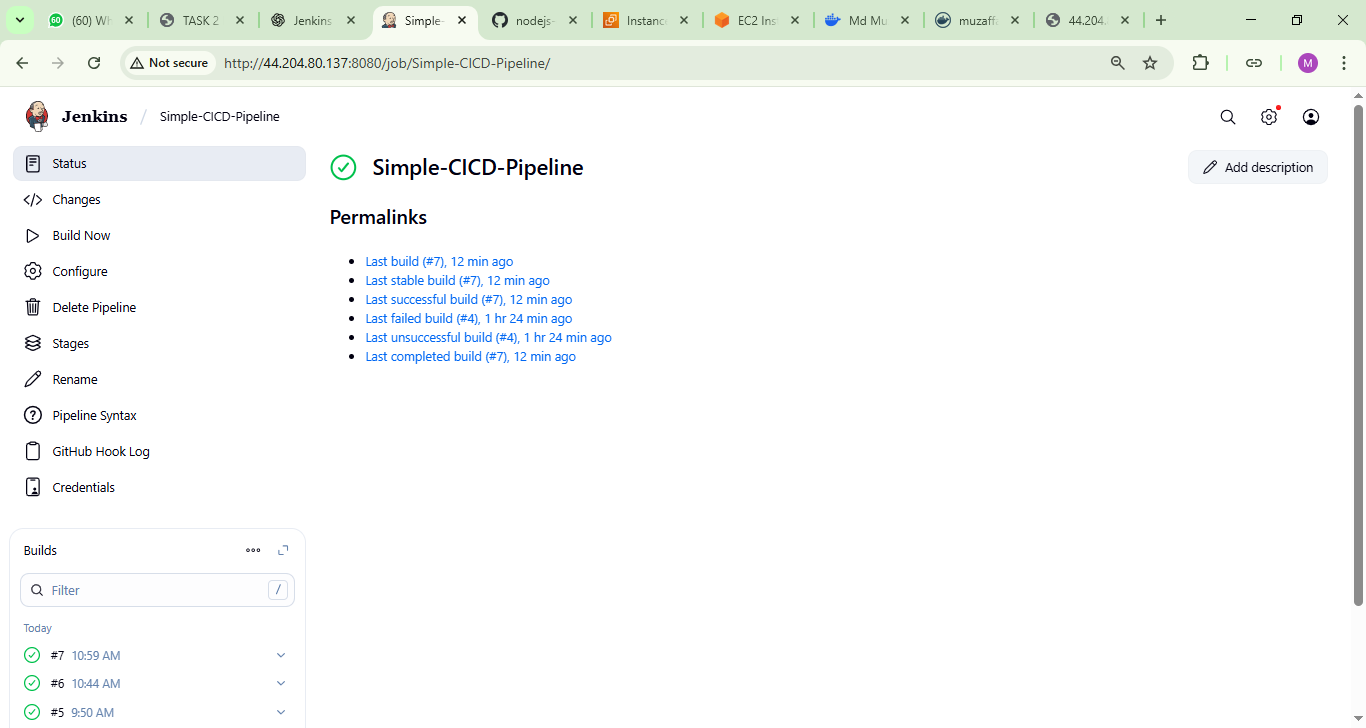 (60) Wh
TASK 2
Jenkins
Simple-
nodejs-
Instance
EC2 Inst
Md Mu
muzaffa
44.204.
Not secure
http://44.204.80.137:8080/job/Simple-CICD-Pipeline/
M
Jenkins / Simple-CICD-Pipeline
Status
Changes
Build Now
Configure
Delete Pipeline
Stages
Rename
Pipeline Syntax
GitHub Hook Log
Credentials
Builds
Filter
/
Today
#7 10:59 AM
#6 10:44 AM
#5 9:50 AM
Simple-CICD-Pipeline
Add description
Permalinks
Last build (#7), 12 min ago
Last stable build (#7), 12 min ago
Last successful build (#7), 12 min ago
Last failed build (#4), 1 hr 24 min ago
Last unsuccessful build (#4), 1 hr 24 min ago
Last completed build (#7), 12 min ago